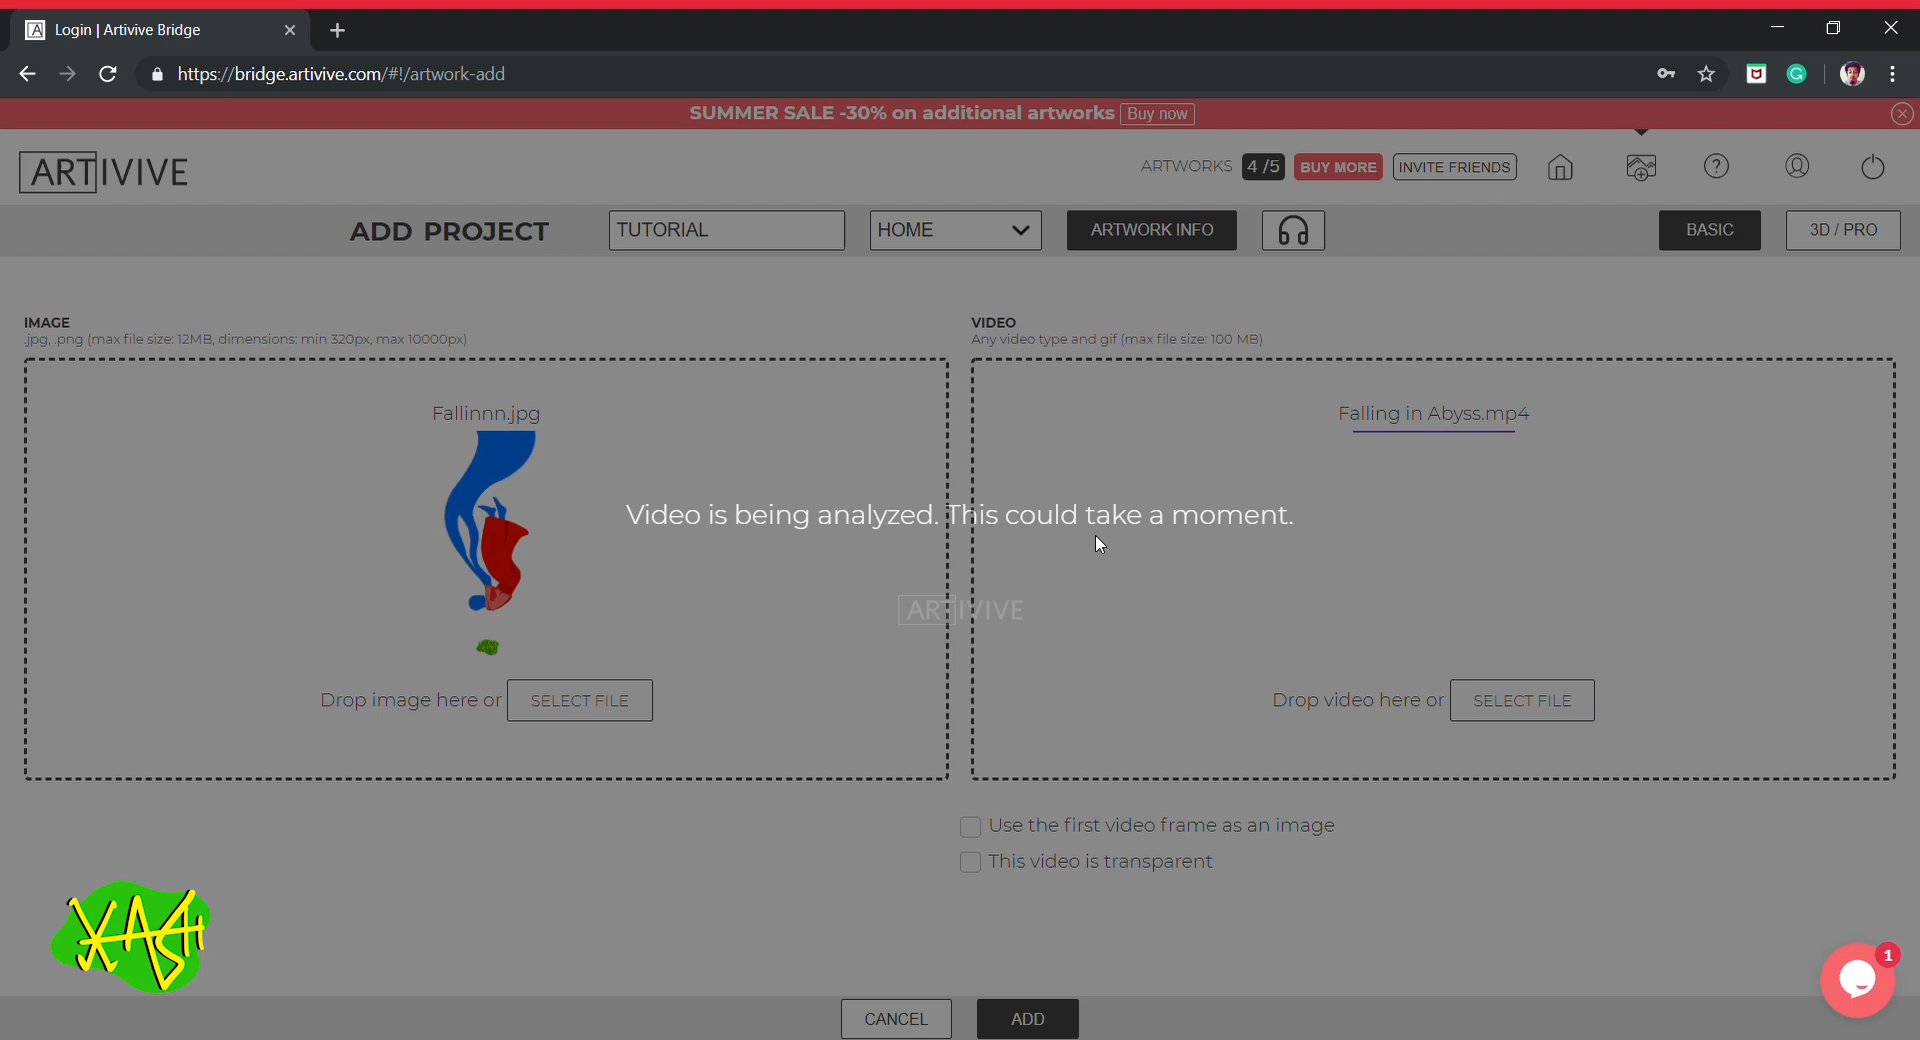 Login | Artivive Bridge
https://bridge.artivive.com/#!/artwork-add
SUMMER SALE -30% on additional artworks Buy now
ARTIVIVE
ARTWORKS 4 /5 BUY MORE INVITE FRIENDS
ADD PROJECT TUTORIAL HOME ARTWORK INFO BASIC 3D / PRO
IMAGE
.jpg, .png (max file size: 12MB, dimensions: min 320px, max 10000px)
VIDEO
Any video type and gif (max file size: 100 MB)
Fallinnn.jpg
Falling in Abyss.mp4
Video is being analyzed. This could take a moment.
ARTIVIVE
Drop image here or SELECT FILE
Drop video here or SELECT FILE
Use the first video frame as an image
This video is transparent
XASH
1
CANCEL ADD